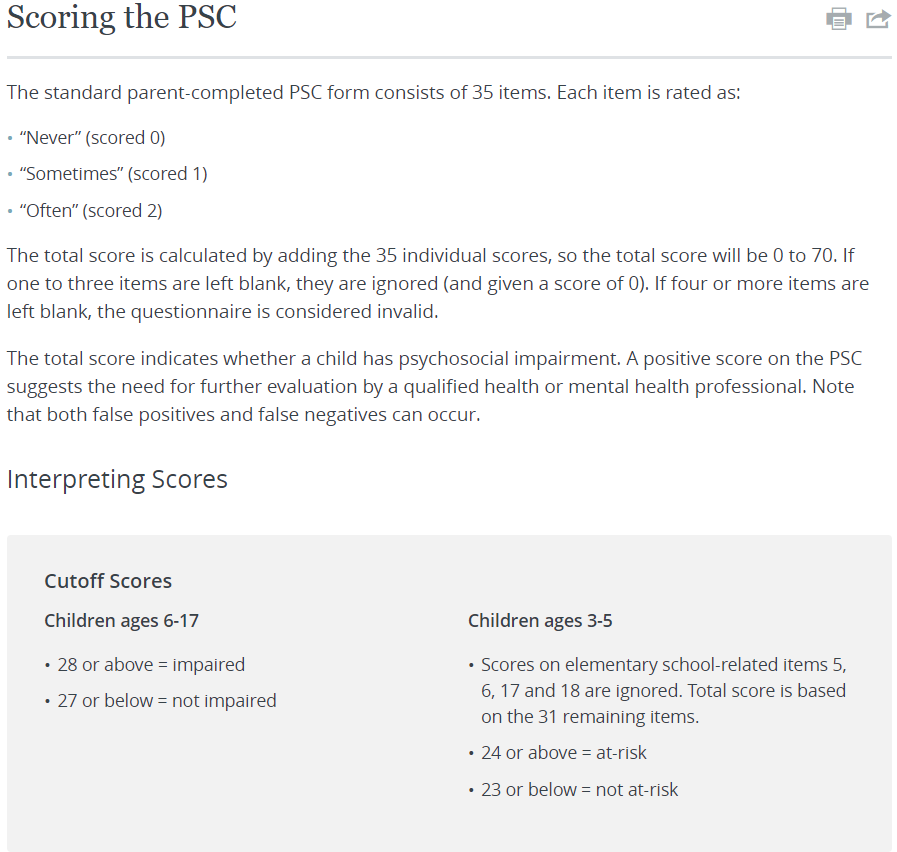 Scoring the PSC
The standard parent-completed PSC form consists of 35 items. Each item is rated as:
• “Never” (scored 0)
• “Sometimes” (scored 1)
• “Often” (scored 2)
The total score is calculated by adding the 35 individual scores, so the total score will be 0 to 70. If
one to three items are left blank, they are ignored (and given a score of 0). If four or more items are
left blank, the questionnaire is considered invalid.
The total score indicates whether a child has psychosocial impairment. A positive score on the PSC
suggests the need for further evaluation by a qualified health or mental health professional. Note
that both false positives and false negatives can occur.
Interpreting Scores
Cutoff Scores
Children ages 6-17
• 28 or above = impaired
• 27 or below = not impaired
Children ages 3-5
• Scores on elementary school-related items 5,
6, 17 and 18 are ignored. Total score is based
on the 31 remaining items.
• 24 or above = at-risk
• 23 or below = not at-risk